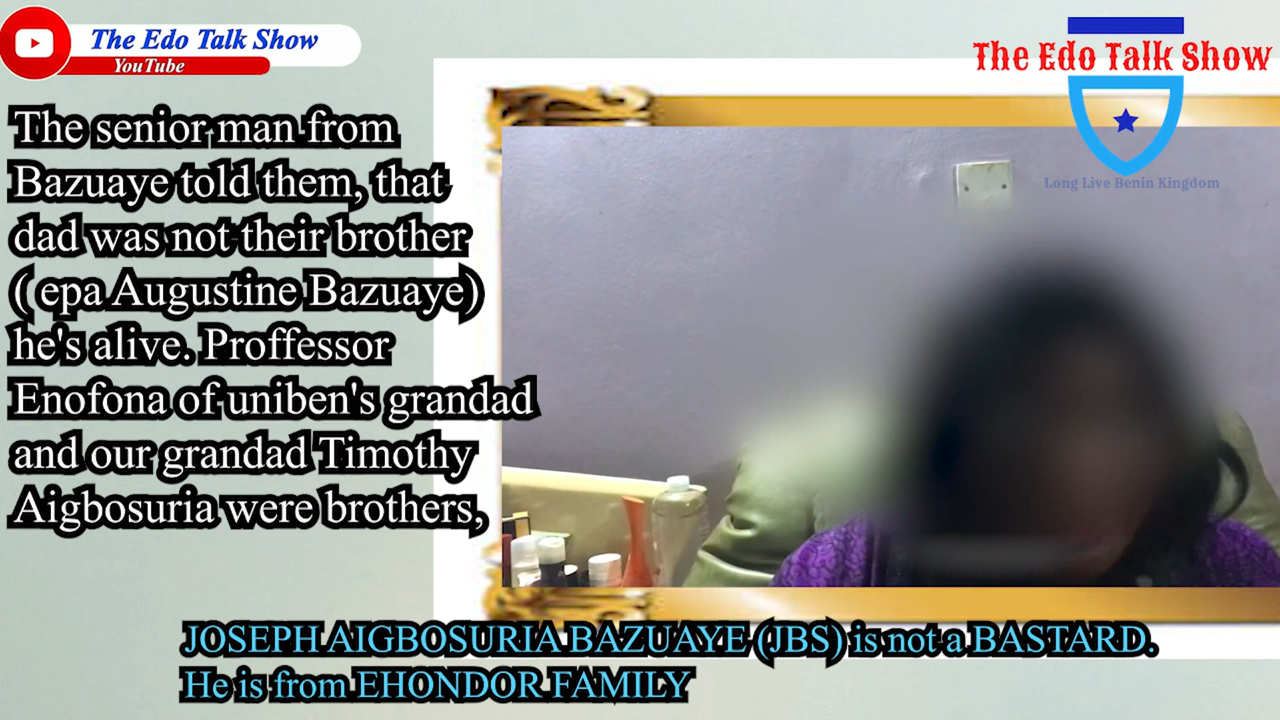 The Edo Talk Show
YouTube
The Edo Talk Show
Long Live Benin Kingdom
The senior man from
Bazuaye told them, that
dad was not their brother
( epa Augustine Bazuaye)
he's alive. Proffessor
Enofona of uniben's grandad
and our grandad Timothy
Aigbosuria were brothers,
JOSEPH AIGBOSURIA BAZUAYE (JBS) is not a BASTARD.
He is from EHONDOR FAMILY